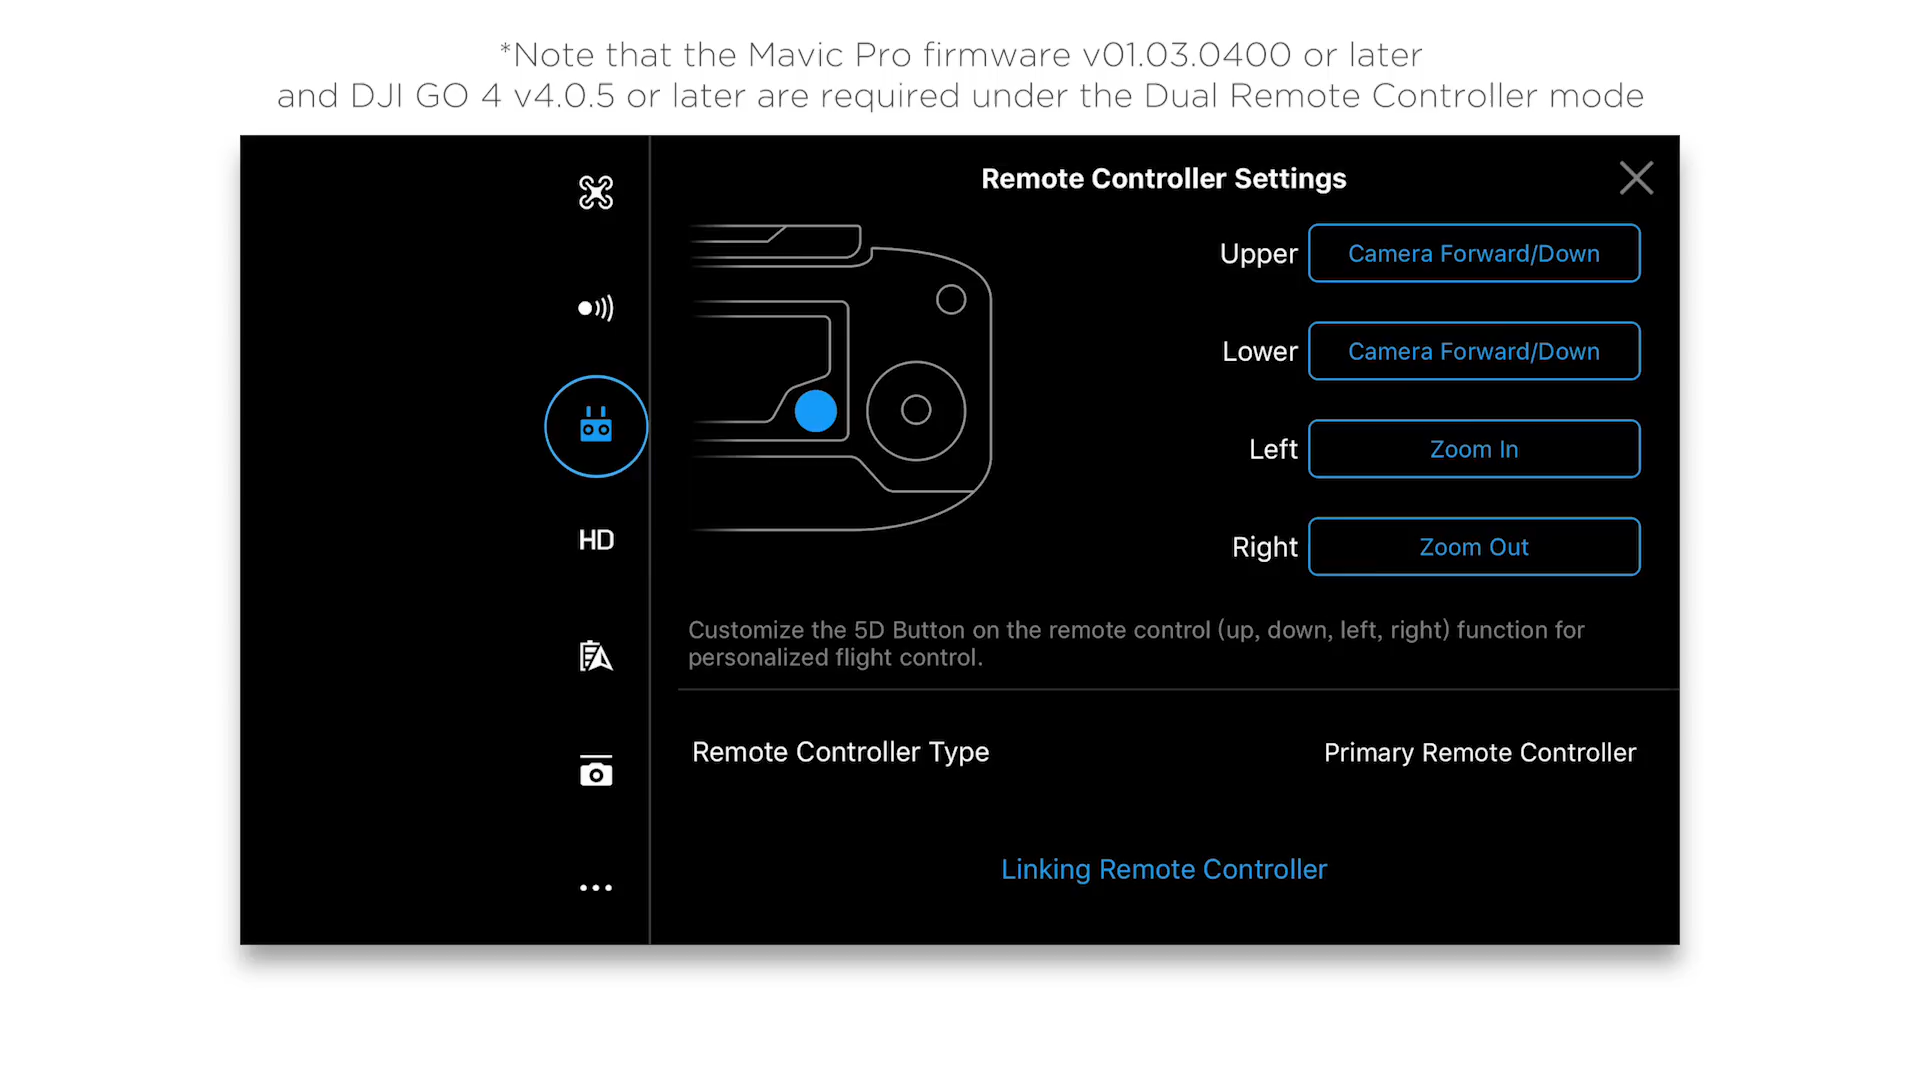 *Note that the Mavic Pro firmware v01.03.0400 or later
and DJI GO 4 v4.0.5 or later are required under the Dual Remote Controller mode
Remote Controller Settings
Upper Camera Forward/Down
Lower Camera Forward/Down
Left Zoom In
Right Zoom Out
HD
Customize the 5D Button on the remote control (up, down, left, right) function for
personalized flight control.
Remote Controller Type Primary Remote Controller
Linking Remote Controller